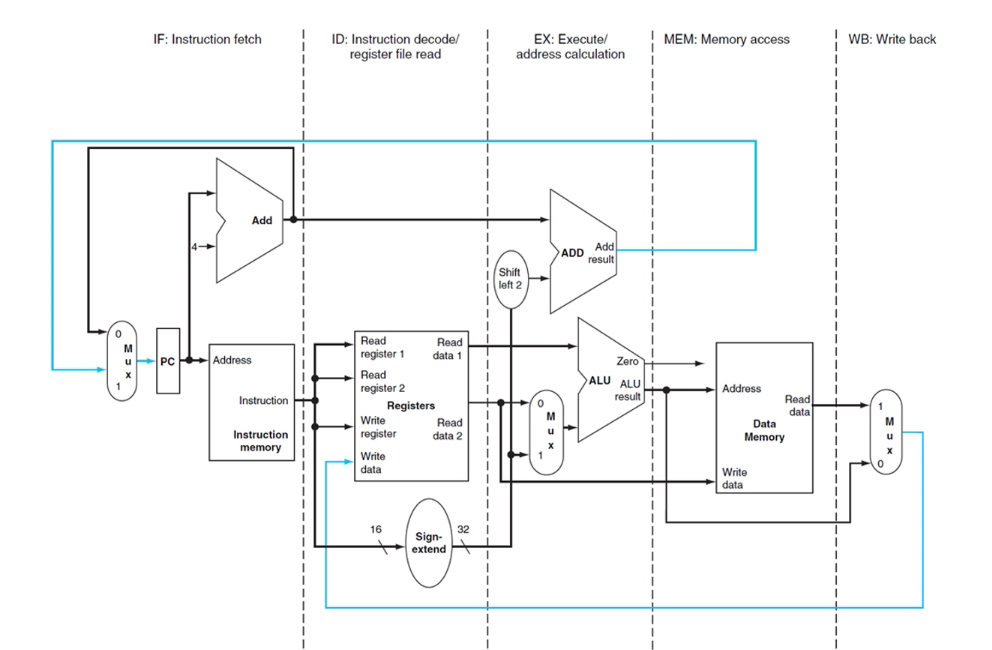 IF: Instruction fetch
ID: Instruction decode/
register file read
EX: Execute/
address calculation
MEM: Memory access
WB: Write back
Add
4
ADD
Add
result
Shift
left 2
0
M
u
x
1
PC
Address
Instruction
Instruction
memory
Read
register 1
Read
data 1
Read
register 2
Registers
Write
register
Read
data 2
Write
data
16
Sign-
extend
32
0
M
u
x
1
Zero
ALU
ALU
result
Address
Read
data
Data
Memory
Write
data
1
M
u
x
0